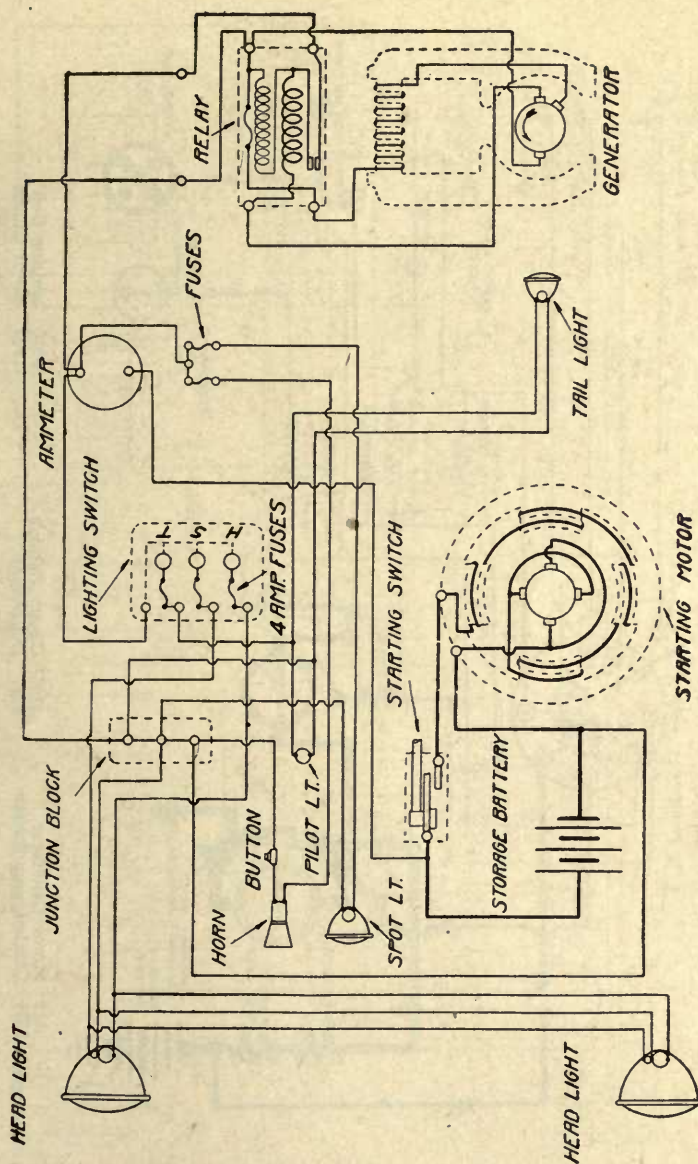 HEAD LIGHT
HEAD LIGHT
JUNCTION BLOCK
BUTTON
HORN
PILOT LT.
SPOT LT.
LIGHTING SWITCH
L
S
H
4 AMP. FUSES
AMMETER
FUSES
RELAY
GENERATOR
TAIL LIGHT
STARTING SWITCH
STORAGE BATTERY
STARTING MOTOR